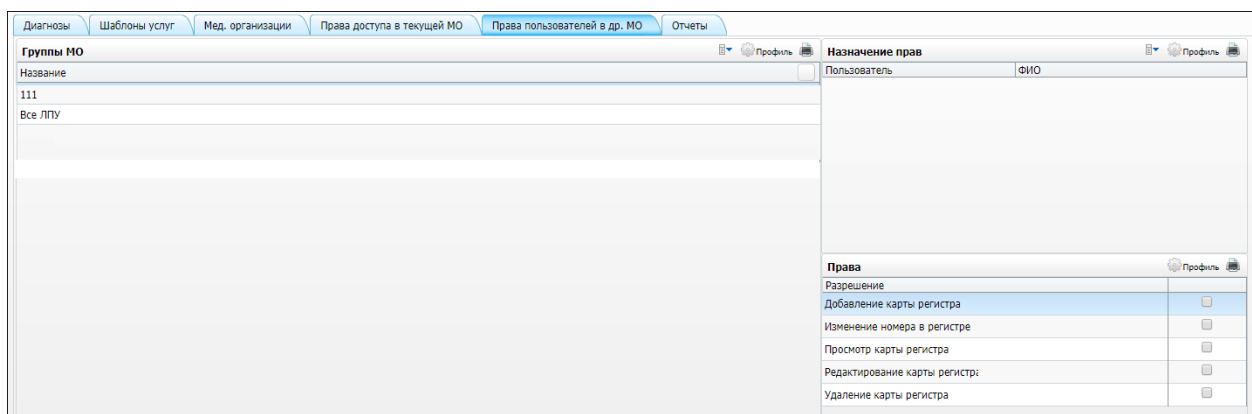 Диагнозы Шаблоны услуг Мед. организации Права доступа в текущей МО Права пользователей в др. МО Отчеты
Группы МО Профиль
Название
111
Все ЛПУ
Назначение прав Профиль
Пользователь ФИО
Права Профиль
Разрешение
Добавление карты регистра
Изменение номера в регистре
Просмотр карты регистра
Редактирование карты регистра
Удаление карты регистра